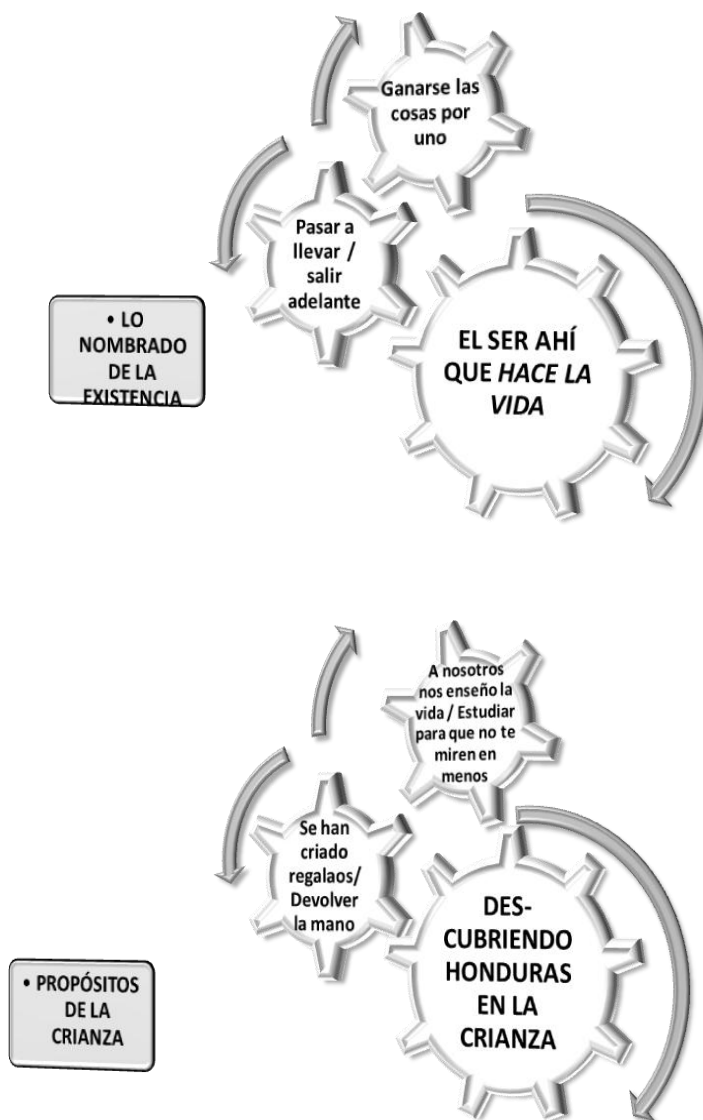 Ganarse las
cosas por
uno
Pasar a
llevar /
salir
adelante
• LO
NOMBRADO
DE LA
EXISTENCIA
EL SER AHÍ
QUE HACE LA
VIDA
A nosotros
nos enseño la
vida / Estudiar
para que no te
miren en
menos
Se han
criado
regalaos/
Devolver
la mano
• PROPÓSITOS
DE LA
CRIANZA
DES-
CUBRIENDO
HONDURAS
EN LA
CRIANZA